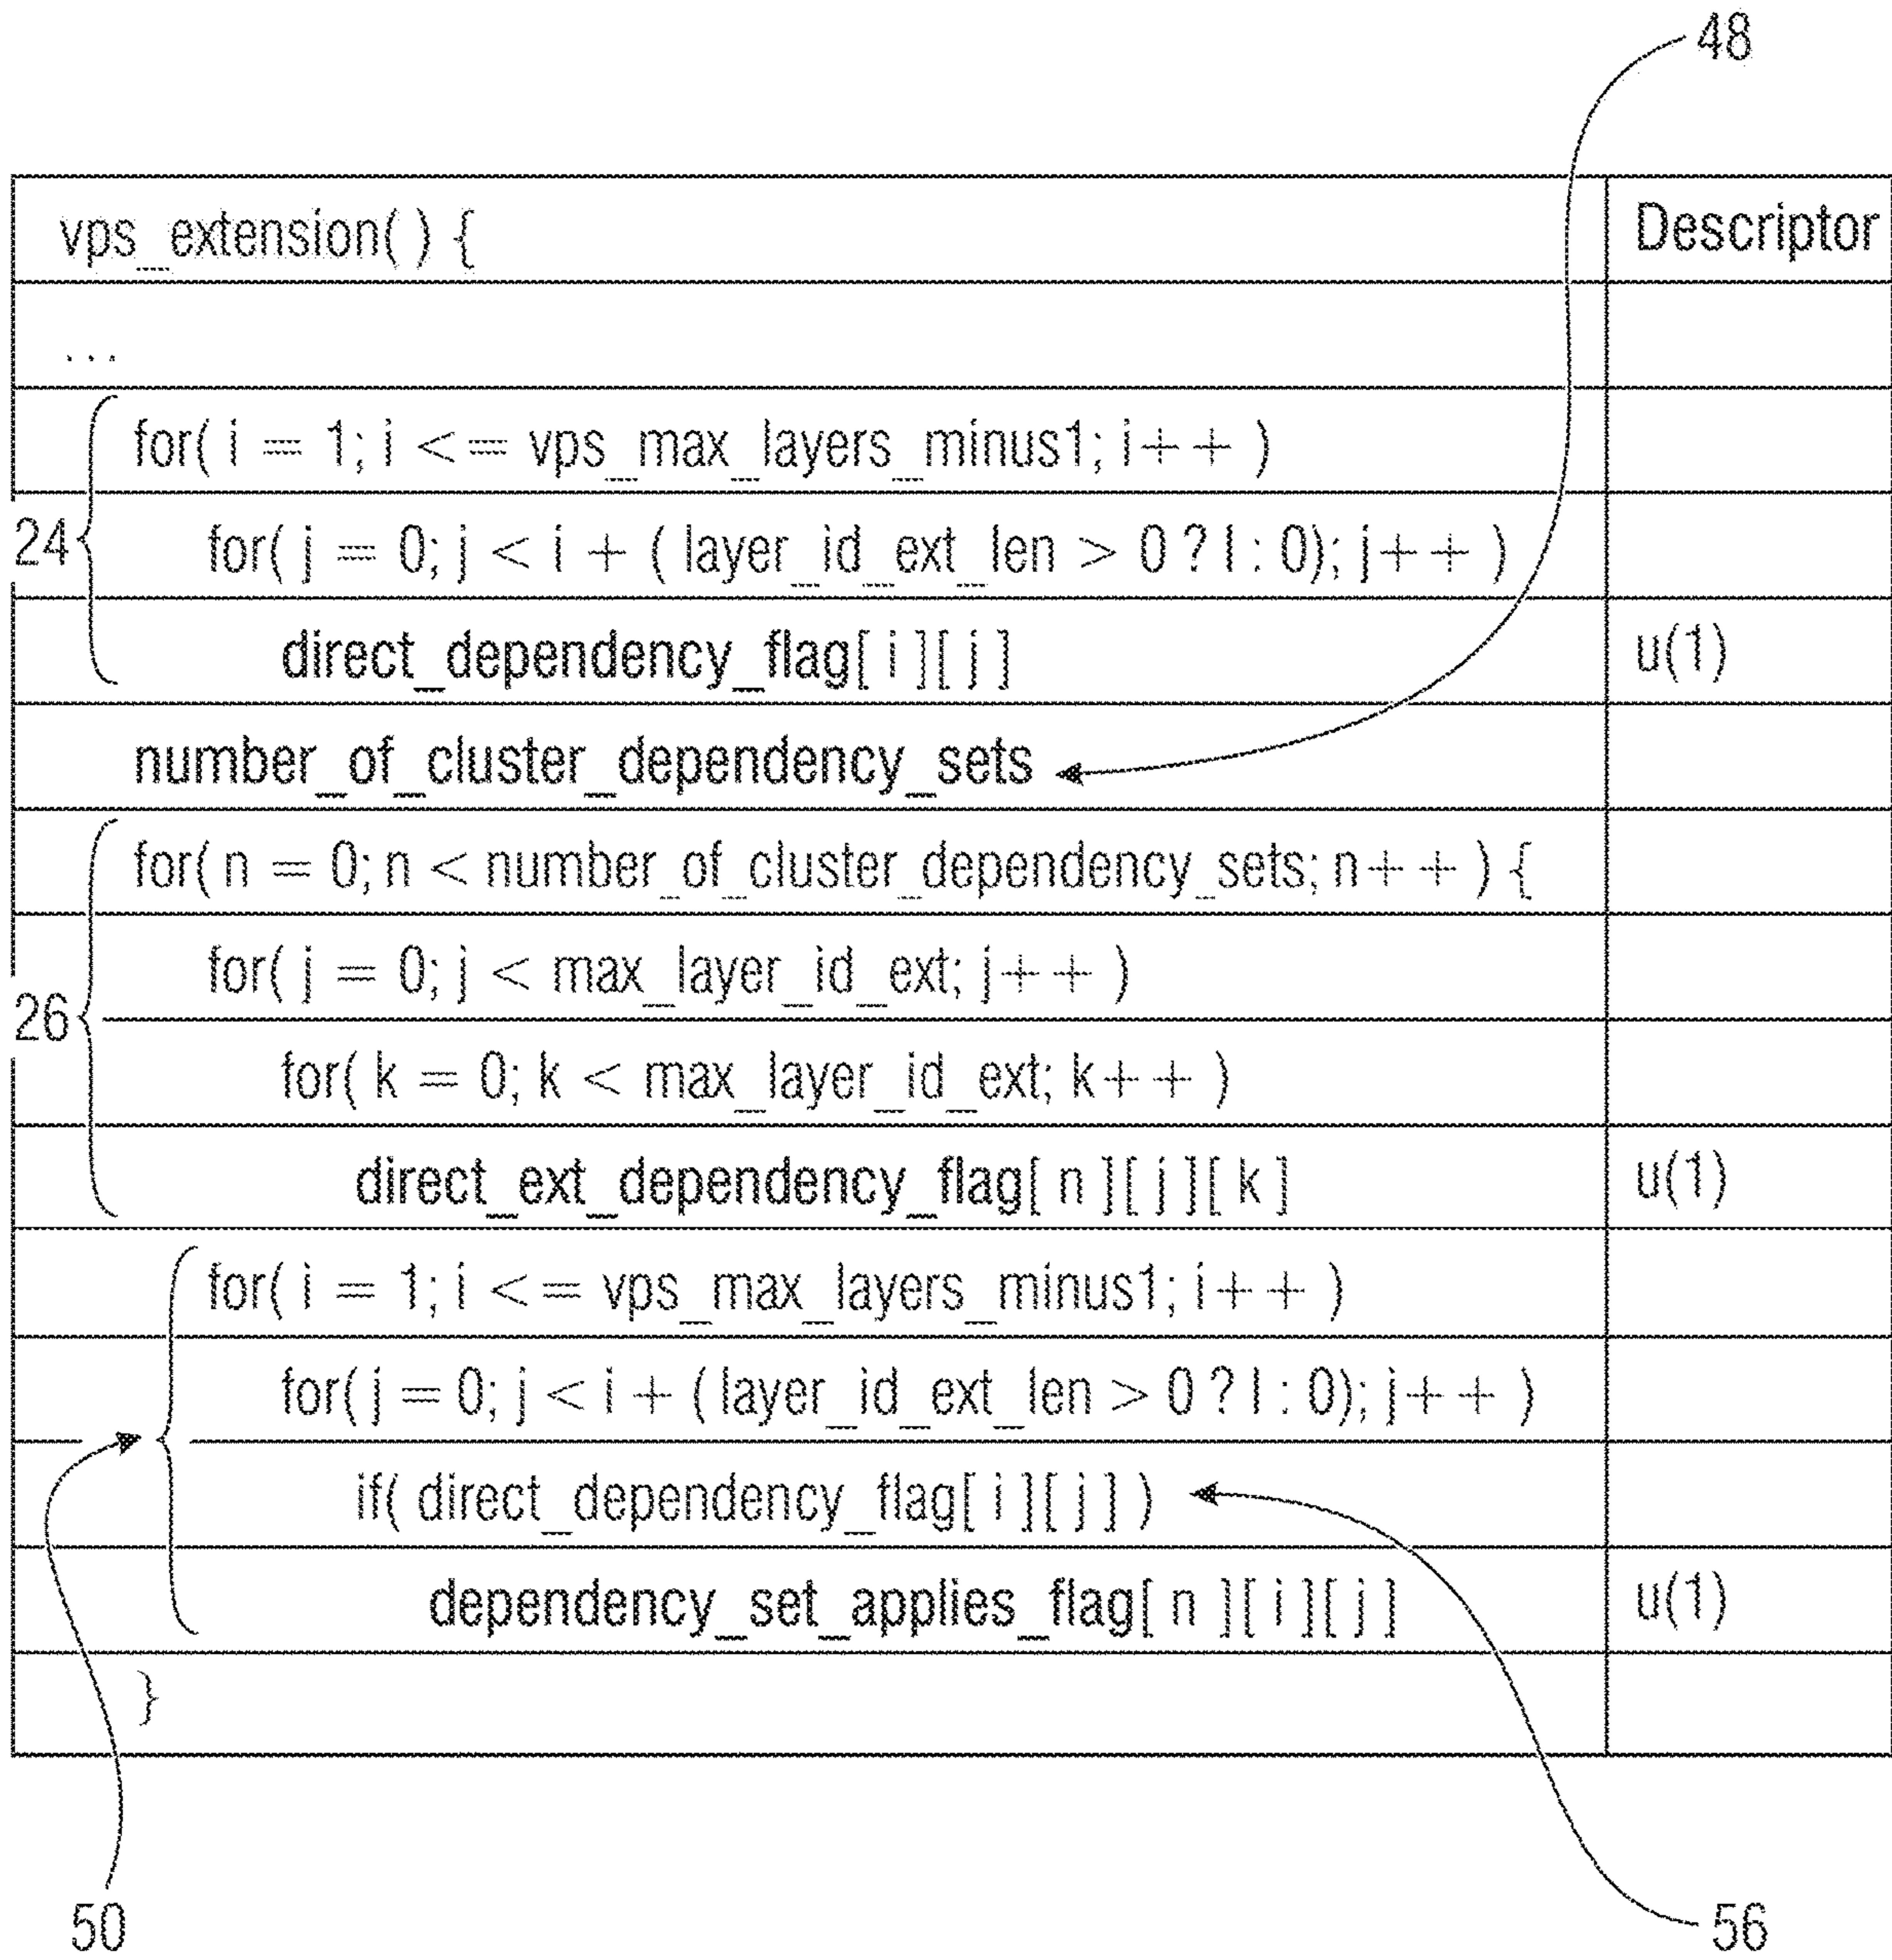 48
vps_extension( ) { Descriptor
...
for( i = 1; i <= vps_max_layers_minus1; i++ )
24 for( j = 0; j < i + ( layer_id_ext_len > 0 ? l : 0); j++ )
direct_dependency_flag[ i ][ j ] u(1)
number_of_cluster_dependency_sets
for( n = 0; n < number_of_cluster_dependency_sets; n++ ) {
for( j = 0; j < max_layer_id_ext; j++ )
26
for( k = 0; k < max_layer_id_ext; k++ )
direct_ext_dependency_flag[ n ][ j ][ k ] u(1)
for( i = 1; i <= vps_max_layers_minus1; i++ )
for( j = 0; j < i + ( layer_id_ext_len > 0 ? l : 0); j++ )
if( direct_dependency_flag[ i ][ j ] )
dependency_set_applies_flag[ n ][ i ][ j ] u(1)
}
50 56